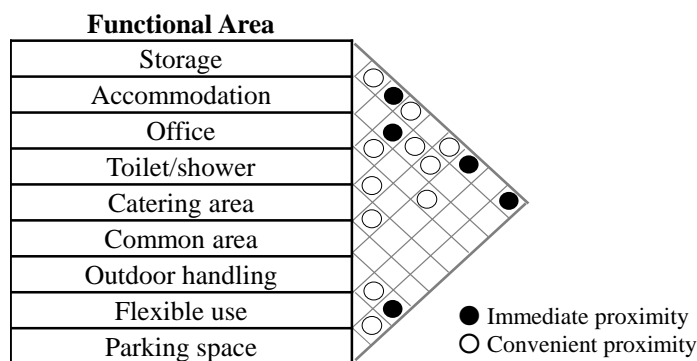 Functional Area
Storage
Accommodation
Office
Toilet/shower
Catering area
Common area
Outdoor handling
Flexible use
Parking space
Immediate proximity
Convenient proximity